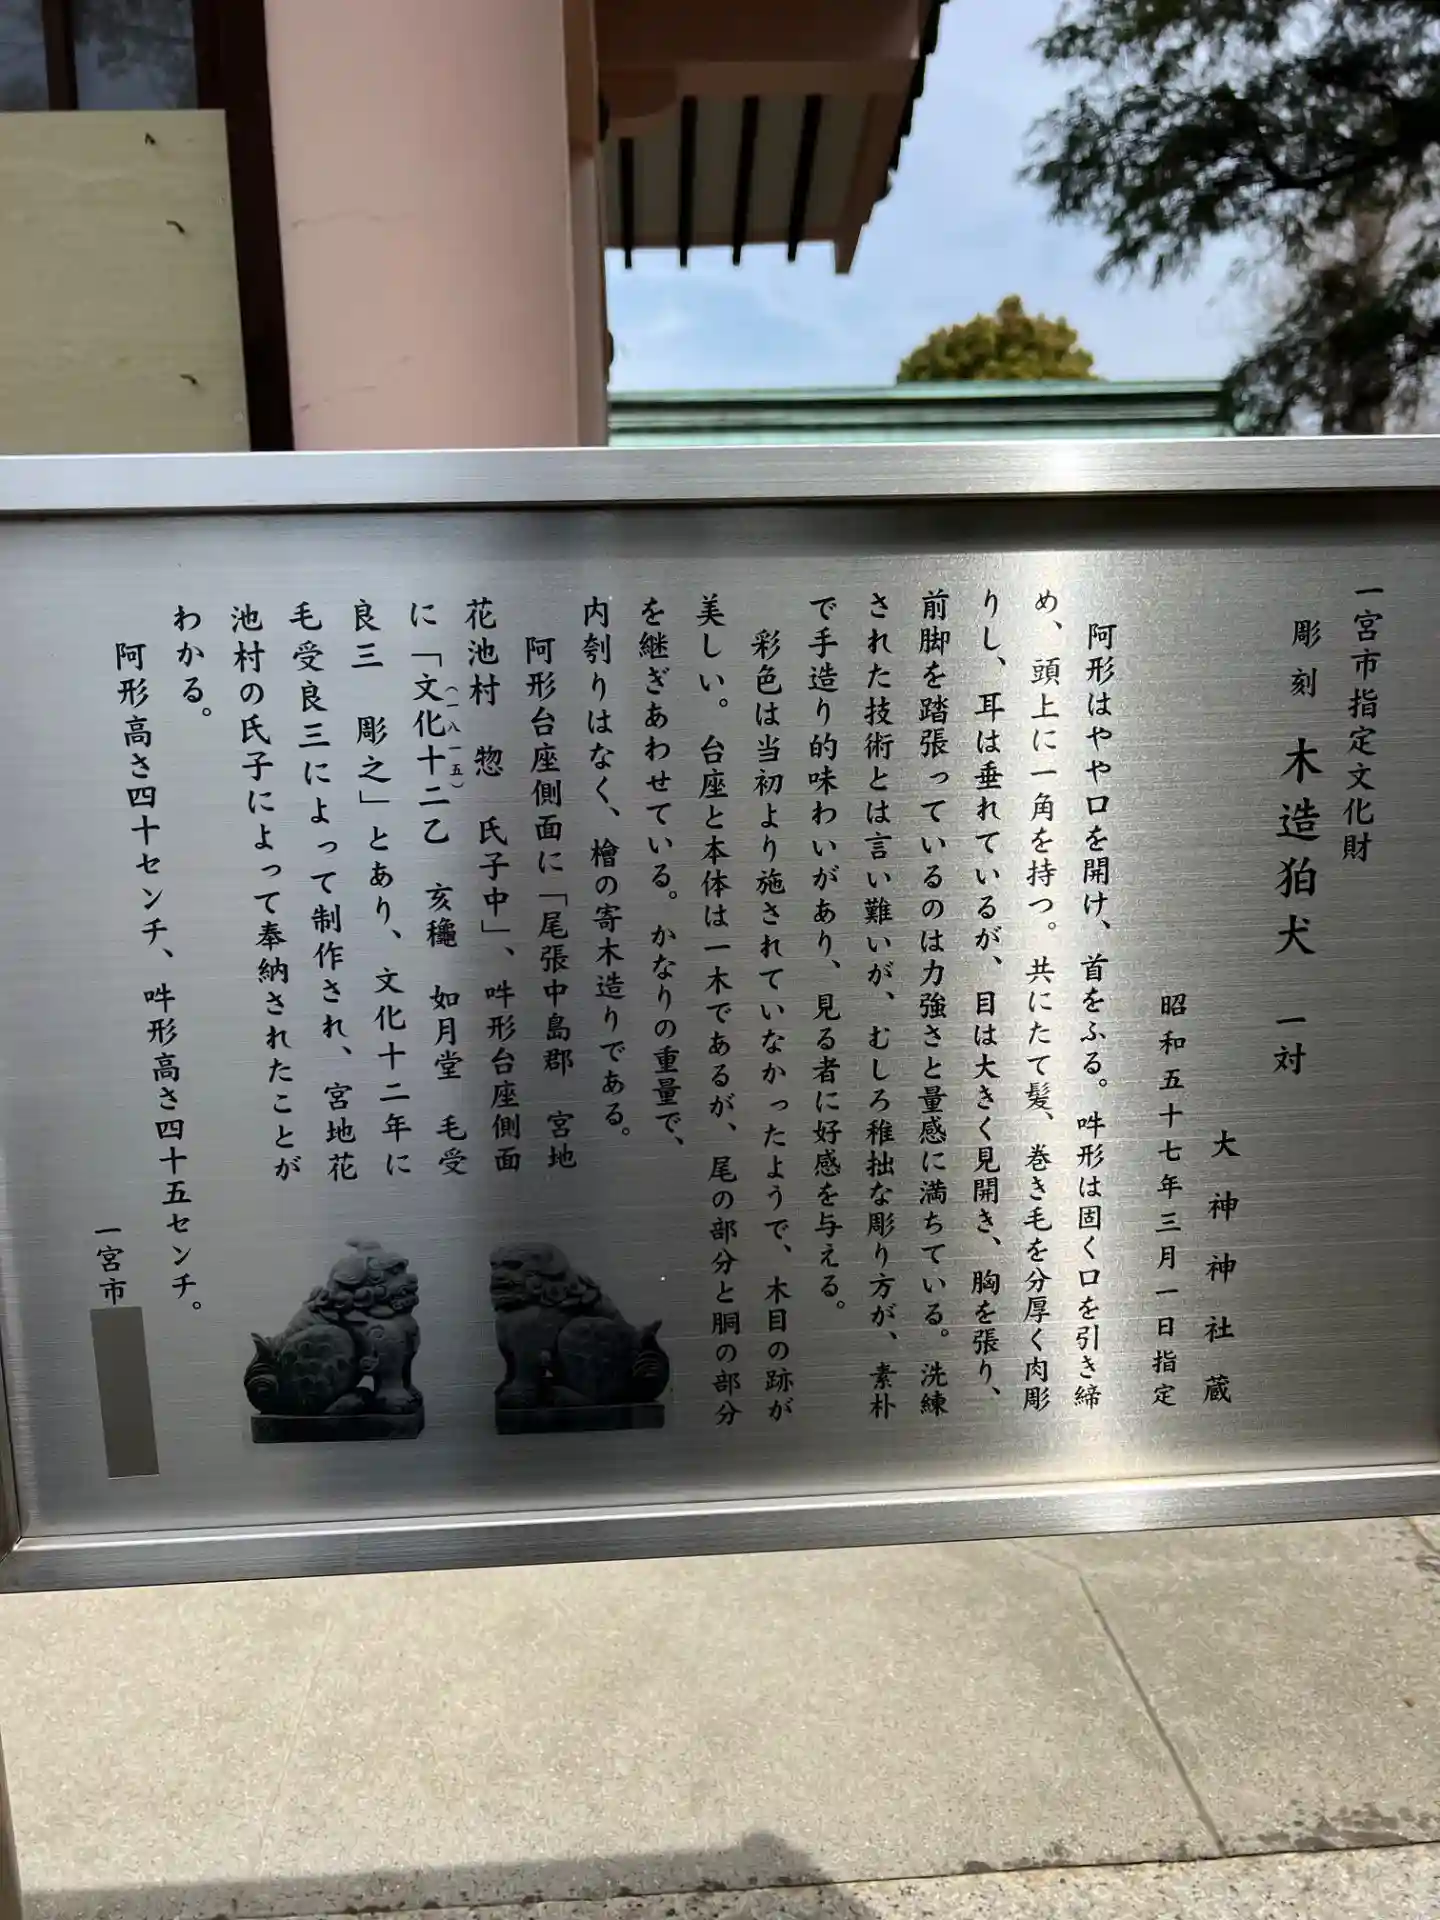 一宮市指定文化財
彫刻 木造狛犬 一対
大神神社蔵
昭和五十七年三月一日指定
阿形はやや口を開け、首をふる。吽形は固く口を引き締
め、頭上に一角を持つ。共にたて髪、巻き毛を分厚く肉彫
りし、耳は垂れているが、目は大きく見開き、胸を張り、
前脚を踏張っているのは力強さと量感に満ちている。洗練
された技術とは言い難いが、むしろ稚拙な彫り方が、素朴
で手造り的味わいがあり、見る者に好感を与える。
彩色は当初より施されていなかったようで、木目の跡が
美しい。台座と本体は一木であるが、尾の部分と胴の部分
を継ぎあわせている。かなりの重量で、
内刳りはなく、檜の寄木造りである。
阿形台座側面に「尾張中島郡 宮地
花池村 惣 氏子中」、吽形台座側面
に「文化十二乙 亥穐 如月堂 毛受
(一八一五)
良三 彫之」とあり、文化十二年に
毛受良三によって制作され、宮地花
池村の氏子によって奉納されたことが
わかる。
阿形高さ四十センチ、吽形高さ四十五センチ。
一宮市